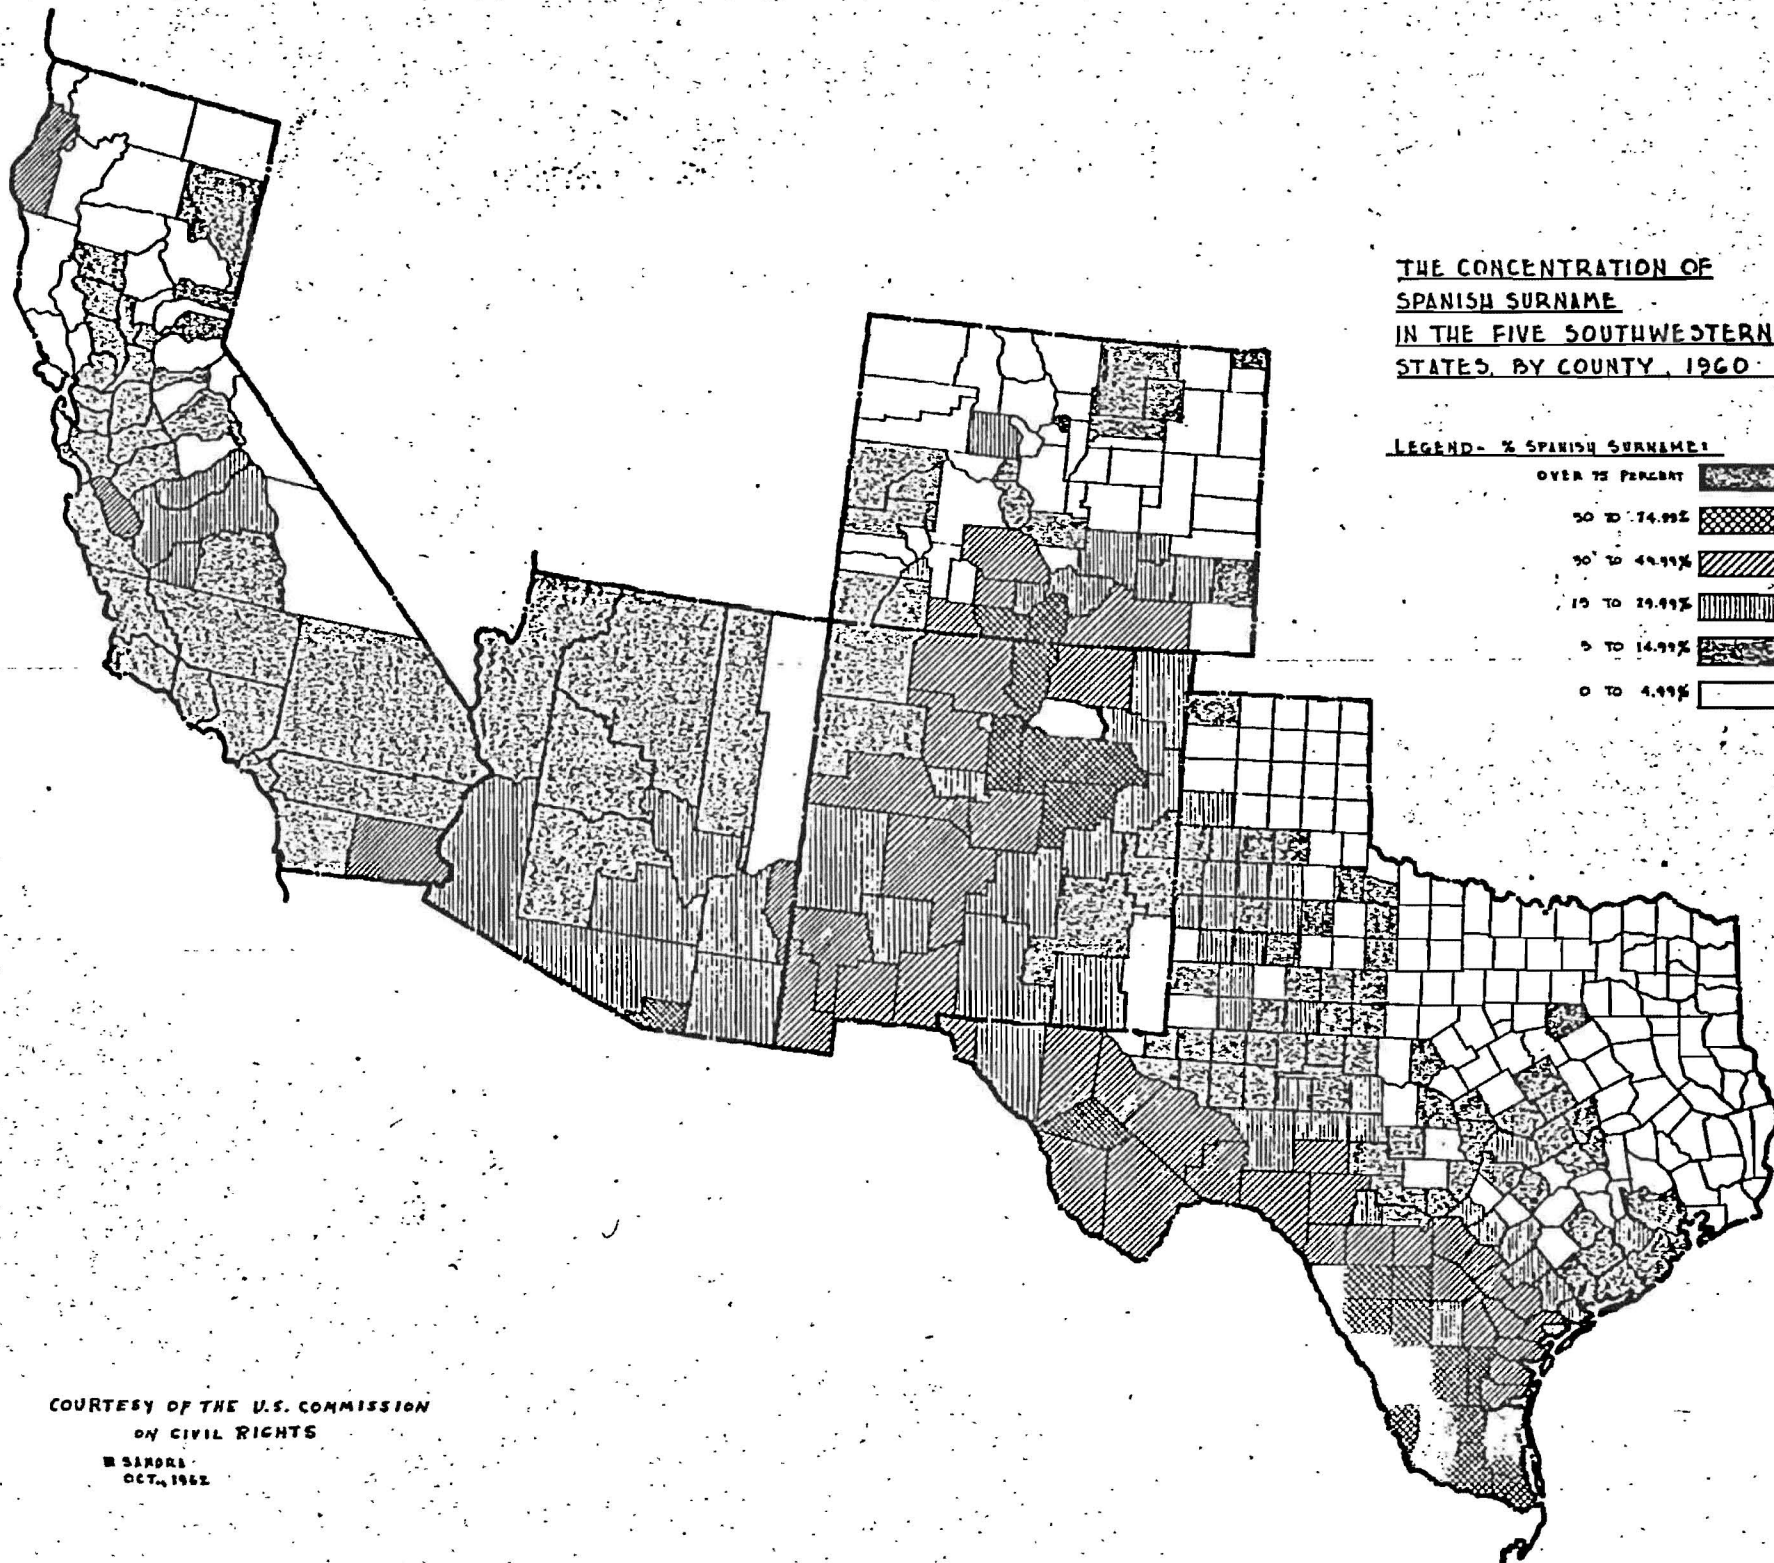 THE CONCENTRATION OF
SPANISH SURNAME
IN THE FIVE SOUTHWESTERN
STATES, BY COUNTY, 1960
LEGEND - % SPANISH SURNAME:
OVER 75 PERCENT
50 TO 74.99%
30 TO 49.99%
15 TO 29.99%
5 TO 14.99%
0 TO 4.99%
COURTESY OF THE U.S. COMMISSION
ON CIVIL RIGHTS
SANDRA
OCT., 1962